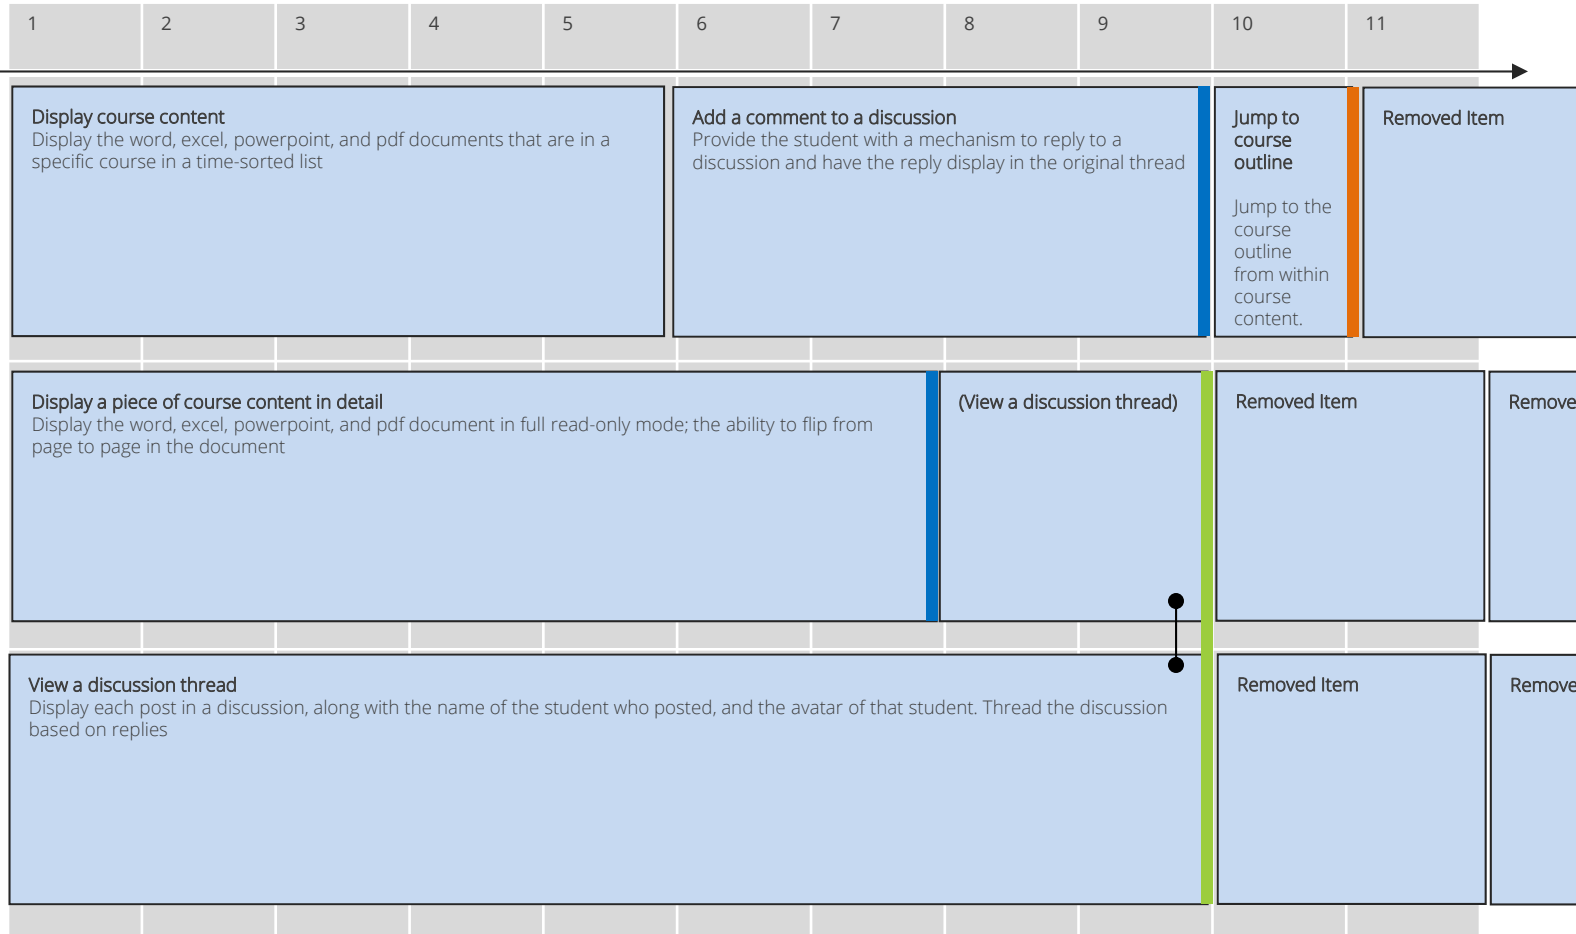 1 2 3 4 5 6 7 8 9 10 11
Display course content
Display the word, excel, powerpoint, and pdf documents that are in a
specific course in a time-sorted list
Add a comment to a discussion
Provide the student with a mechanism to reply to a
discussion and have the reply display in the original thread
Jump to
course
outline
Jump to the
course
outline
from within
course
content.
Removed Item
Display a piece of course content in detail
Display the word, excel, powerpoint, and pdf document in full read-only mode; the ability to flip from
page to page in the document
(View a discussion thread)
Removed Item
Remove
View a discussion thread
Display each post in a discussion, along with the name of the student who posted, and the avatar of that student. Thread the discussion
based on replies
Removed Item
Remove